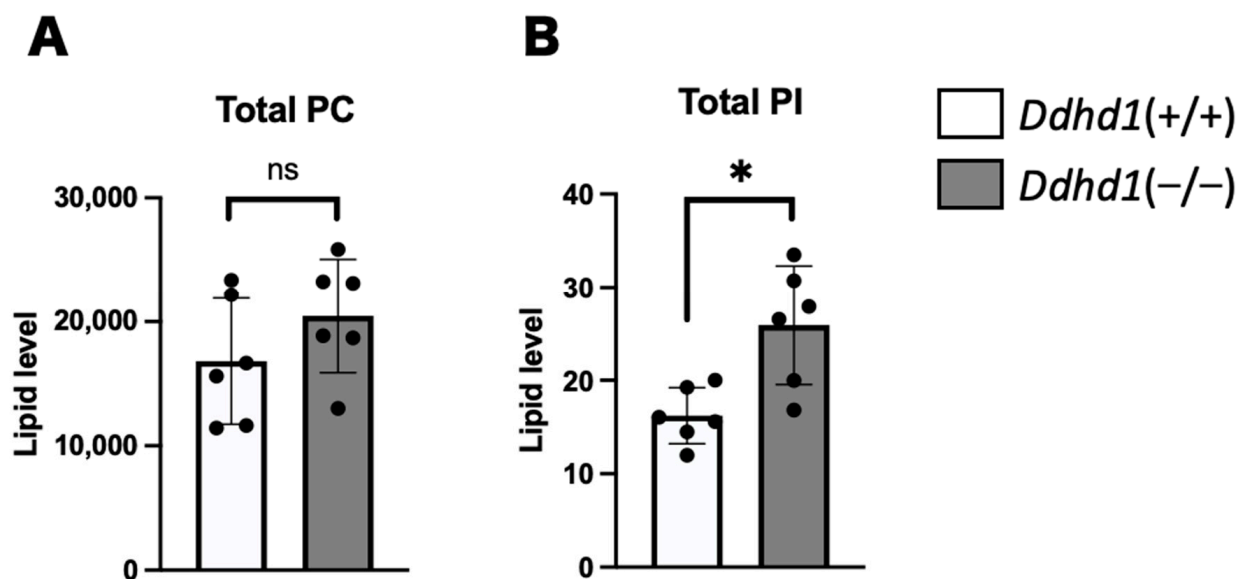 A
Total PC
ns
30,000
20,000
10,000
0
Lipid level
B
Total PI
*
40
30
20
10
0
Lipid level
Ddhd1(+/+)
Ddhd1(−/−)